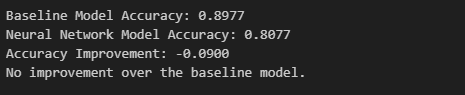 Baseline Model Accuracy: 0.8977
Neural Network Model Accuracy: 0.8077
Accuracy Improvement: -0.0900
No improvement over the baseline model.